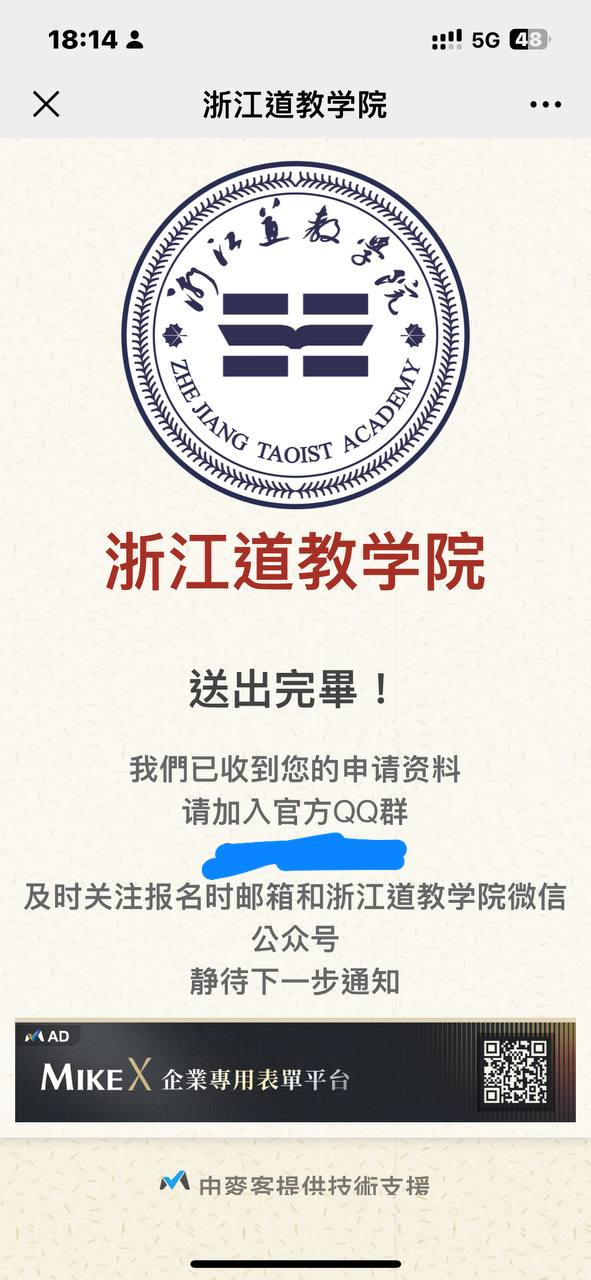 18:14
5G
48
浙江道教学院
浙江道教学院
ZHE JIANG TAOIST ACADEMY
浙江道教学院
送出完畢！
我們已收到您的申请资料
请加入官方QQ群
及时关注报名时邮箱和浙江道教学院微信
公众号
静待下一步通知
AD
MIKE X 企業專用表單平台
由麥客提供技術支援